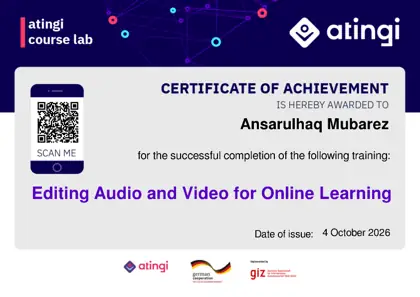 atingi
course lab
atingi
CERTIFICATE OF ACHIEVEMENT
IS HEREBY AWARDED TO
Ansarulhaq Mubarez
SCAN ME
for the successful completion of the following training:
Editing Audio and Video for Online Learning
Date of issue: 4 October 2026
atingi
german
cooperation
giz